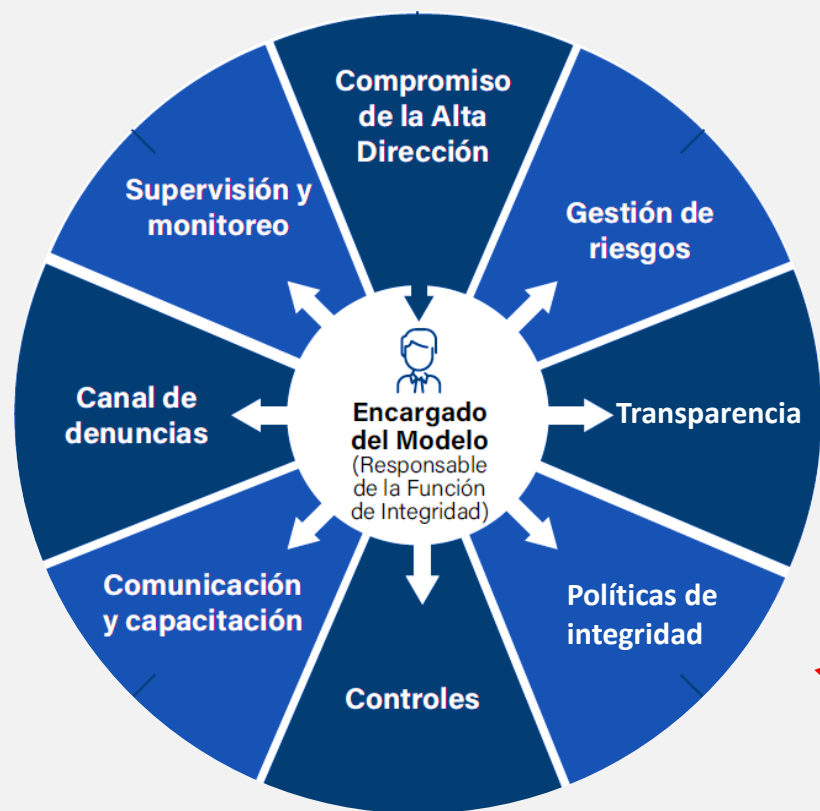 Compromiso
de la Alta
Dirección
Gestión de
riesgos
Transparencia
Políticas de
integridad
Controles
Comunicación
y capacitación
Canal de
denuncias
Supervisión y
monitoreo
Encargado
del Modelo
(Responsable
de la Función
de Integridad)